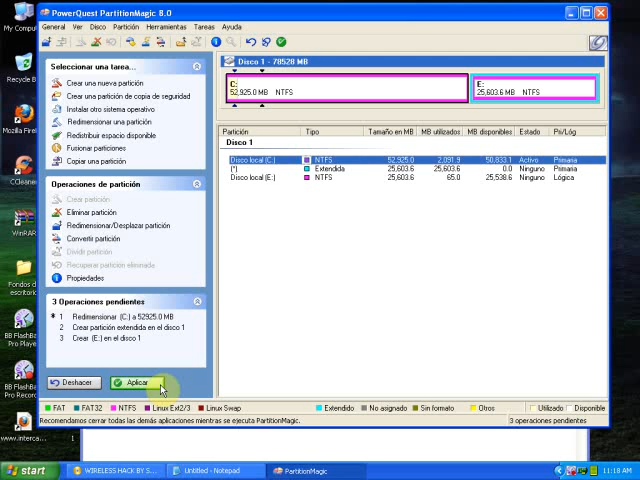 My Compu
Recycle B
Mozilla Firef
CCleaner
WinRAR
Fondos d
escritori
BB FlashBa
Pro Player
BB FlashBa
Pro Recor
www.interca...
1
PowerQuest PartitionMagic 8.0
General Ver Disco Partición Herramientas Tareas Ayuda
Seleccionar una tarea...
Crear una nueva partición
Crear una partición de copia de seguridad
Instalar otro sistema operativo
Redimensionar una partición
Redistribuir espacio disponible
Fusionar particiones
Copiar una partición
Operaciones de partición
Crear partición
Eliminar partición
Redimensionar/Desplazar partición
Convertir partición
Dividir partición
Recuperar partición eliminada
Propiedades
3 Operaciones pendientes
* 1 Redimensionar (C:) a 52925.0 MB
2 Crear partición extendida en el disco 1
3 Crear (E:) en el disco 1
Deshacer Aplicar
Disco 1 - 78528 MB
C: E:
52,925.0 MB NTFS 25,603.6 MB NTFS
Partición Tipo Tamaño en MB MB utilizados MB disponibles Estado Pri/Lóg
Disco 1
Disco local (C:) NTFS 52,925.0 2,091.9 50,833.1 Activo Primaria
(*) Extendida 25,603.6 25,603.6 0.0 Ninguno Primaria
Disco local (E:) NTFS 25,603.6 65.0 25,538.6 Ninguno Lógica
FAT FAT32 NTFS Linux Ext2/3 Linux Swap Extendido No asignado Sin formato Otros Utilizado Disponible
Recomendamos cerrar todas las demás aplicaciones mientras se ejecuta PartitionMagic. 3 operaciones pendientes
start WIRELESS HACK BY S... Untitled - Notepad PartitionMagic 11:18 AM